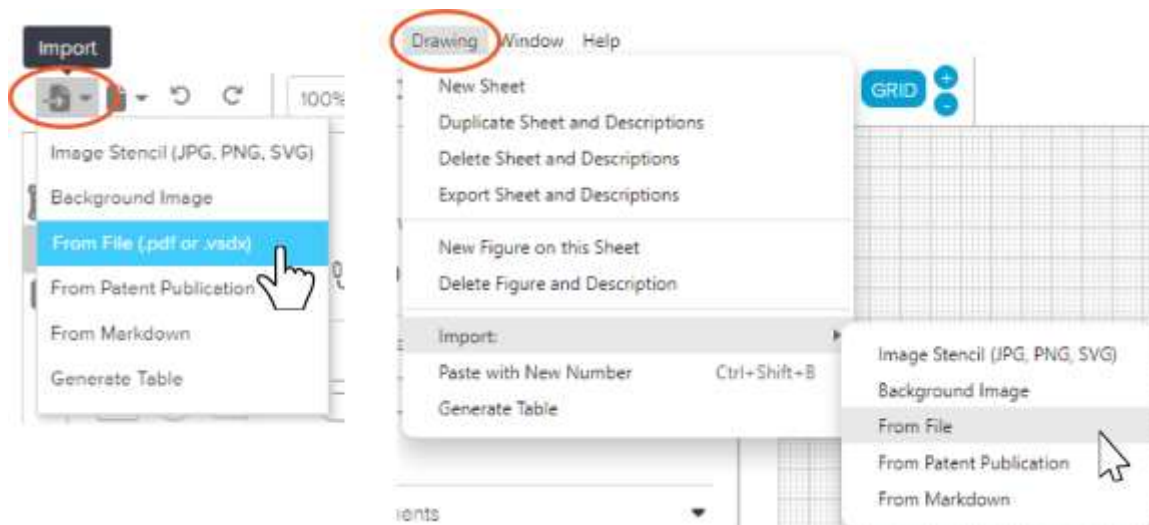 Import
100%
Image Stencil (JPG, PNG, SVG)
Background Image
From File (.pdf or .vsdx)
From Patent Publication
From Markdown
Generate Table
Drawing Window Help
New Sheet
Duplicate Sheet and Descriptions
Delete Sheet and Descriptions
Export Sheet and Descriptions
New Figure on this Sheet
Delete Figure and Description
Import:
Paste with New Number Ctrl+Shift+B
Generate Table
GRID
Image Stencil (JPG, PNG, SVG)
Background Image
From File
From Patent Publication
From Markdown
ents